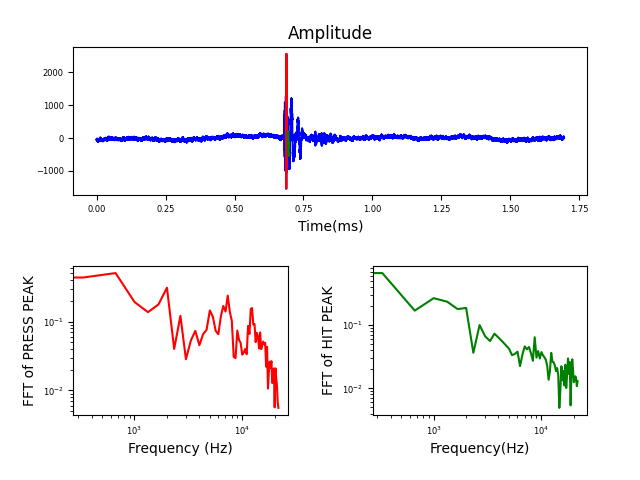 Amplitude
2000
1000
0
−1000
0.00 0.25 0.50 0.75 1.00 1.25 1.50 1.75
Time(ms)
FFT of PRESS PEAK
10⁻¹
10⁻²
10³ 10⁴
Frequency (Hz)
FFT of HIT PEAK
10⁻¹
10⁻²
10³ 10⁴
Frequency(Hz)